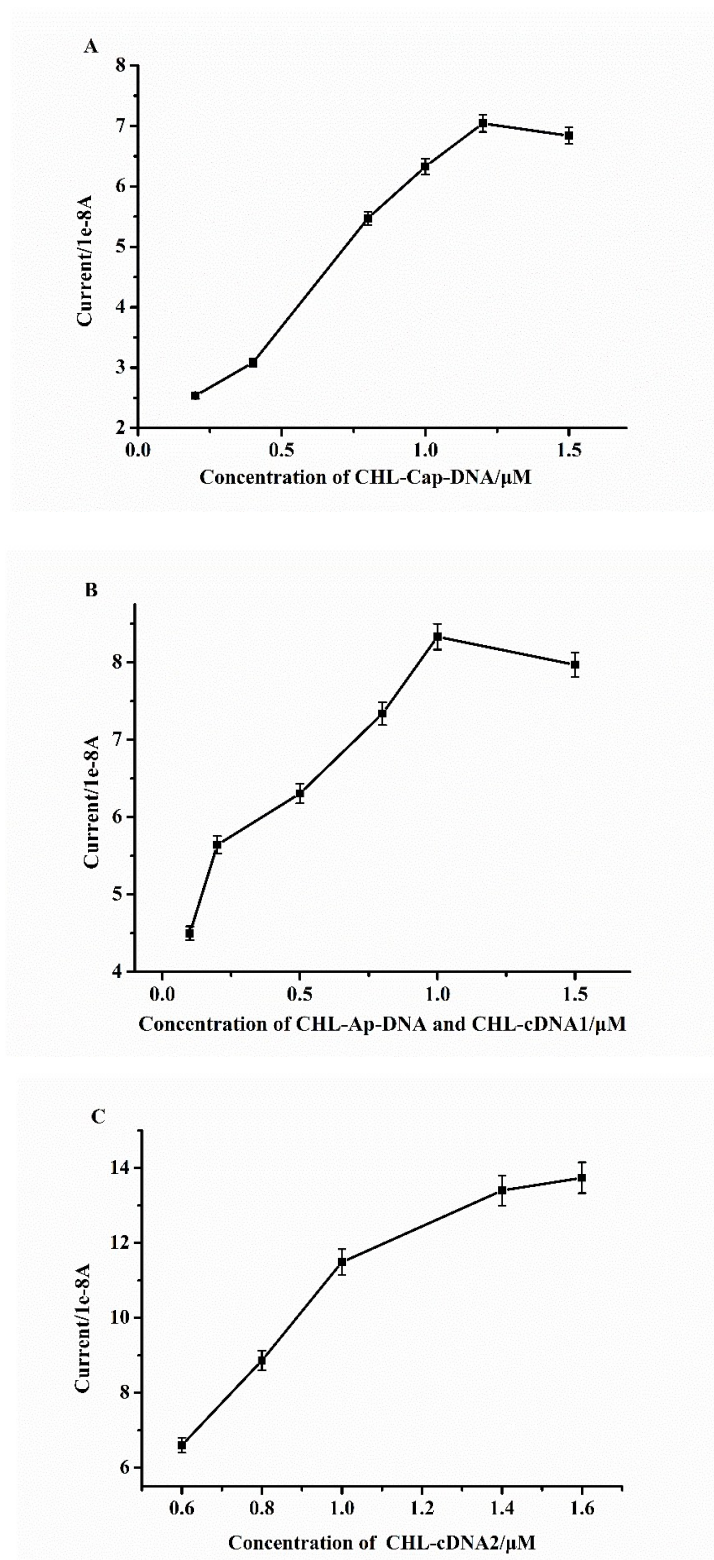 A
8
7
6
5
4
3
2
Current/1e-8A
0.0 0.5 1.0 1.5
Concentration of CHL-Cap-DNA/μM
B
8
7
6
5
4
Current/1e-8A
0.0 0.5 1.0 1.5
Concentration of CHL-Ap-DNA and CHL-cDNA1/μM
C
14
12
10
8
6
Current/1e-8A
0.6 0.8 1.0 1.2 1.4 1.6
Concentration of CHL-cDNA2/μM